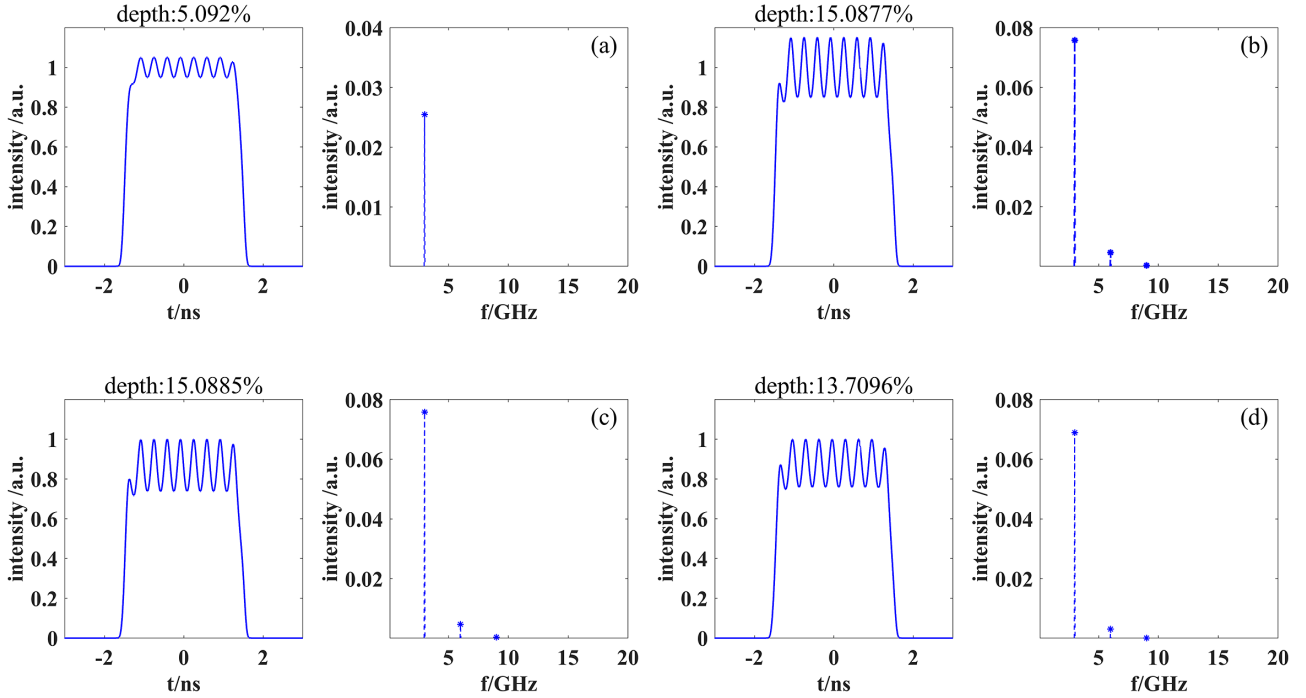 depth:5.092%
intensity /a.u.
1
0.8
0.6
0.4
0.2
0
-2 0 2
t/ns
(a)
intensity /a.u.
0.04
0.03
0.02
0.01
5 10 15 20
f/GHz
depth:15.0877%
intensity /a.u.
1
0.8
0.6
0.4
0.2
0
-2 0 2
t/ns
(b)
intensity /a.u.
0.08
0.06
0.04
0.02
5 10 15 20
f/GHz
depth:15.0885%
intensity /a.u.
1
0.8
0.6
0.4
0.2
0
-2 0 2
t/ns
(c)
intensity /a.u.
0.08
0.06
0.04
0.02
5 10 15 20
f/GHz
depth:13.7096%
intensity /a.u.
1
0.8
0.6
0.4
0.2
0
-2 0 2
t/ns
(d)
intensity /a.u.
0.08
0.06
0.04
0.02
5 10 15 20
f/GHz